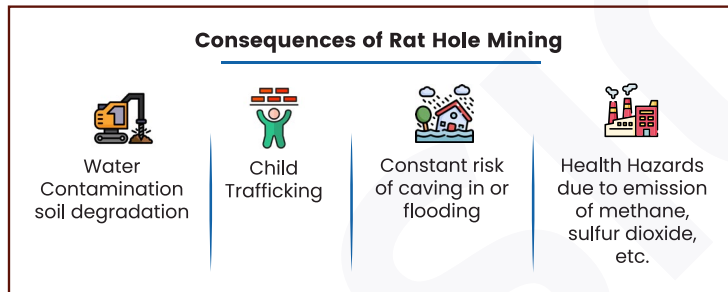 Consequences of Rat Hole Mining
Water
Contamination
soil degradation
Child
Trafficking
Constant risk
of caving in or
flooding
Health Hazards
due to emission
of methane,
sulfur dioxide,
etc.